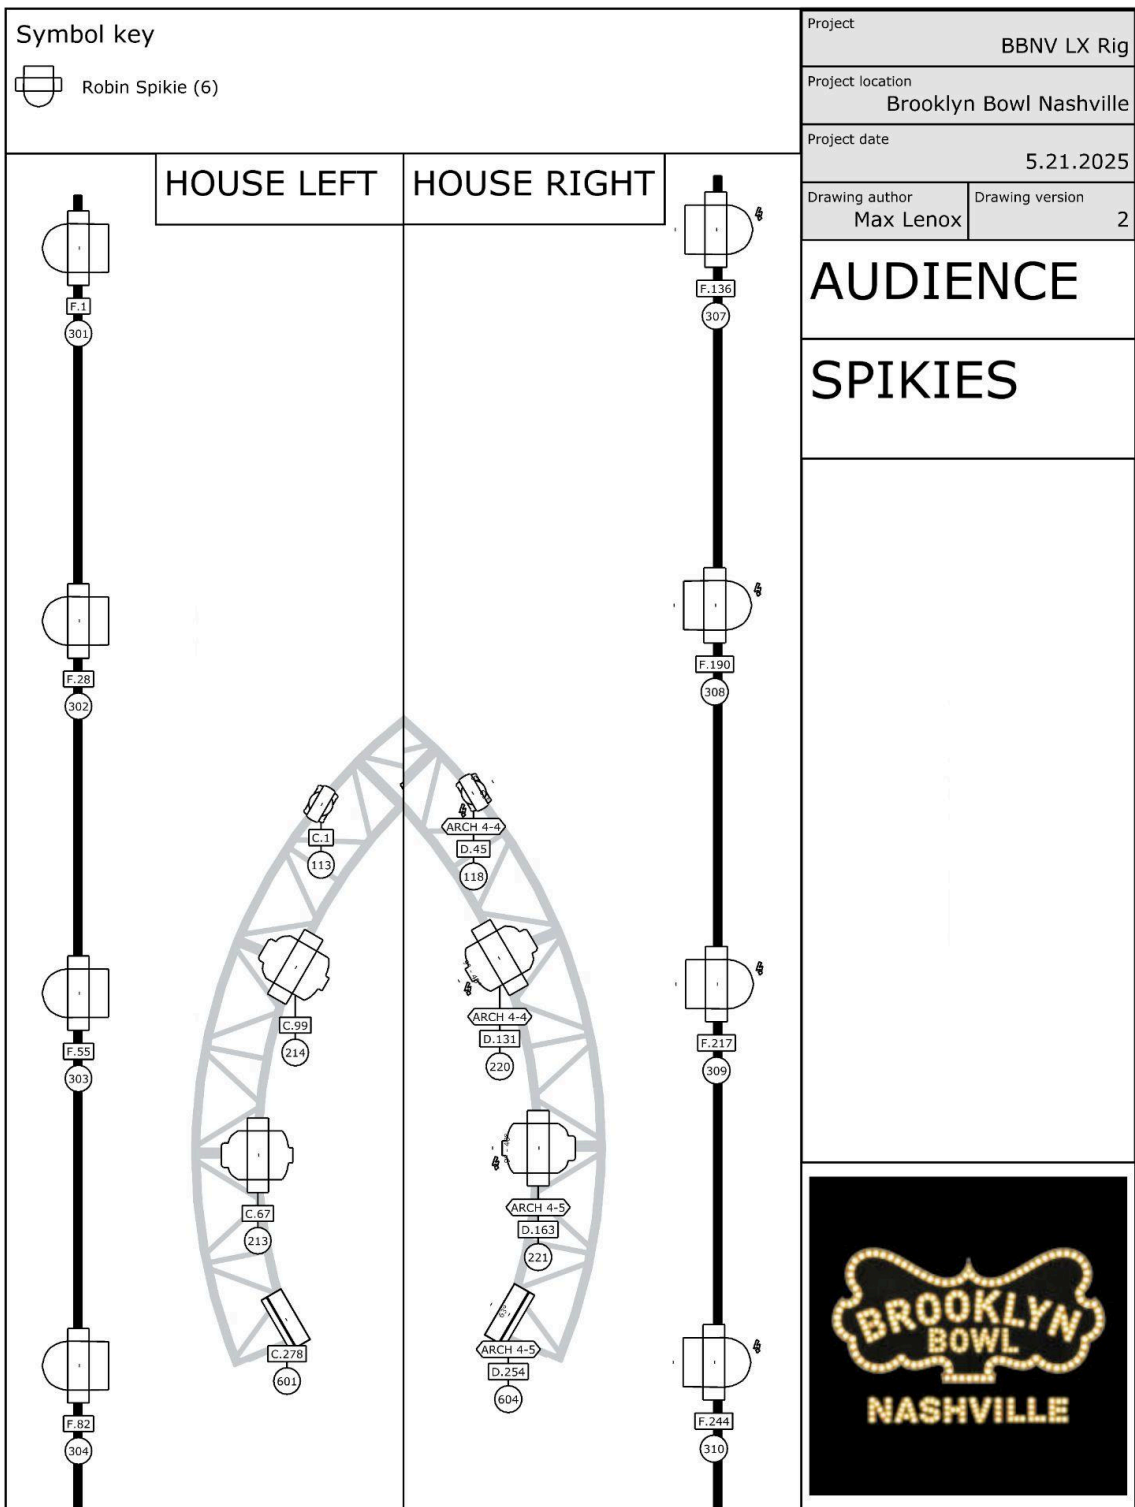 Symbol key
Robin Spikie (6)
Project
BBNV LX Rig
Project location
Brooklyn Bowl Nashville
Project date
5.21.2025
Drawing author
Max Lenox
Drawing version
2
AUDIENCE
SPIKIES
HOUSE LEFT
HOUSE RIGHT
F.1
301
F.136
307
F.28
302
F.190
308
C.1
113
ARCH 4-4
D.45
118
C.99
214
ARCH 4-4
D.131
220
F.55
303
F.217
309
C.67
213
ARCH 4-5
D.163
221
C.278
601
ARCH 4-5
D.254
604
F.82
304
F.244
310
BROOKLYN
BOWL
NASHVILLE